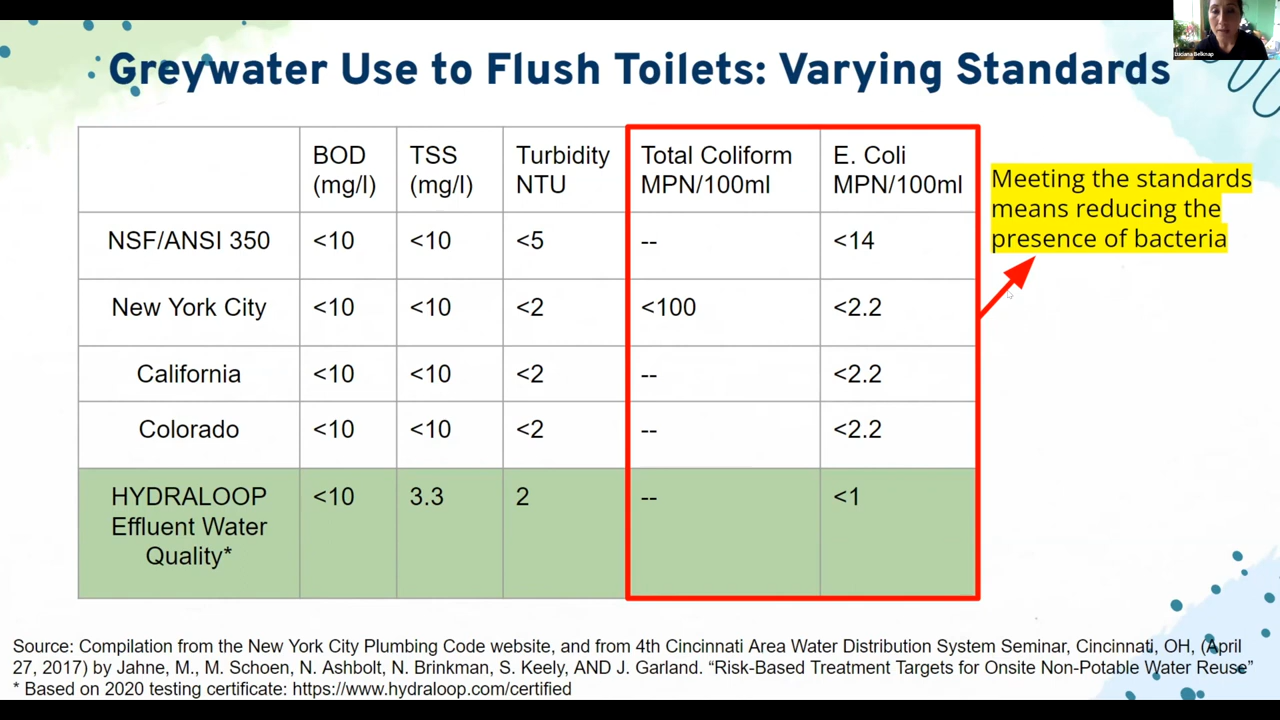 Luciana Belknap
Greywater Use to Flush Toilets: Varying Standards
BOD
(mg/l)
TSS
(mg/l)
Turbidity
NTU
Total Coliform
MPN/100ml
E. Coli
MPN/100ml
NSF/ANSI 350 <10 <10 <5 -- <14
New York City <10 <10 <2 <100 <2.2
California <10 <10 <2 -- <2.2
Colorado <10 <10 <2 -- <2.2
HYDRALOOP
Effluent Water
Quality*
<10 3.3 2 -- <1
Meeting the standards
means reducing the
presence of bacteria
Source: Compilation from the New York City Plumbing Code website, and from 4th Cincinnati Area Water Distribution System Seminar, Cincinnati, OH, (April
27, 2017) by Jahne, M., M. Schoen, N. Ashbolt, N. Brinkman, S. Keely, AND J. Garland. “Risk-Based Treatment Targets for Onsite Non-Potable Water Reuse”
* Based on 2020 testing certificate: https://www.hydraloop.com/certified